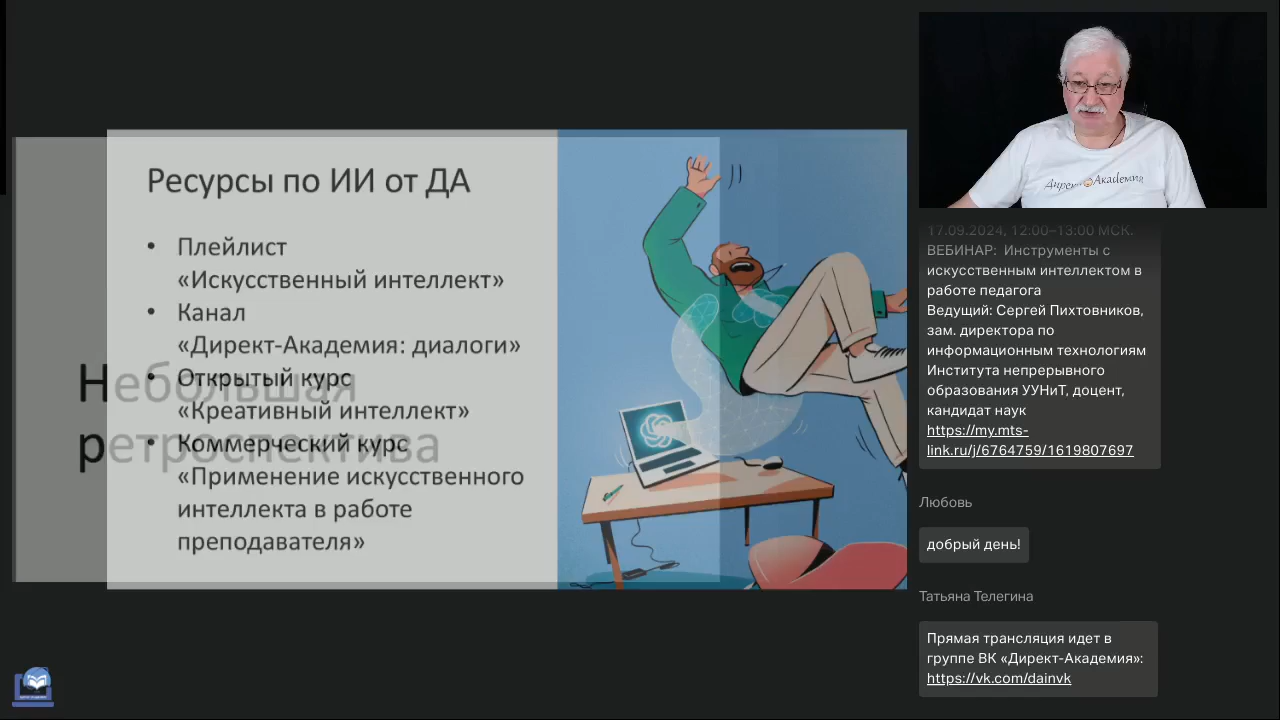 Ресурсы по ИИ от ДА
• Плейлист
«Искусственный интеллект»
• Канал
«Директ-Академия: диалоги»
• Открытый курс
«Креативный интеллект»
• Коммерческий курс
«Применение искусственного
интеллекта в работе
преподавателя»
Небольшая
ретроспектива
17.09.2024, 12:00–13:00 МСК.
ВЕБИНАР: Инструменты с
искусственным интеллектом в
работе педагога
Ведущий: Сергей Пихтовников,
зам. директора по
информационным технологиям
Института непрерывного
образования УУНиТ, доцент,
кандидат наук
https://my.mts-
link.ru/j/6764759/1619807697
Любовь
добрый день!
Татьяна Телегина
Прямая трансляция идет в
группе ВК «Директ-Академия»:
https://vk.com/dainvk